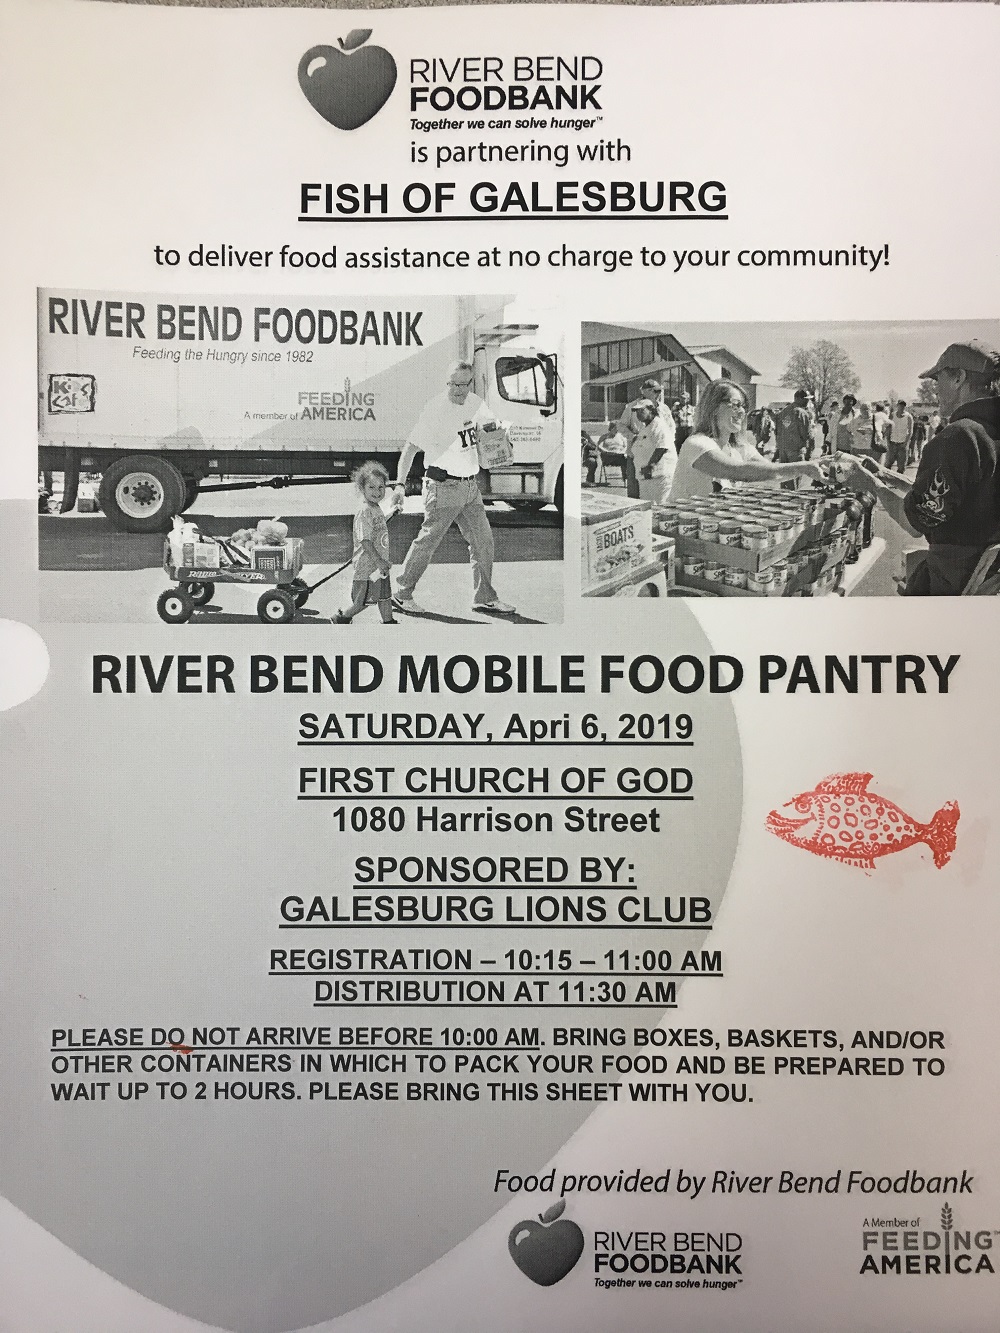 RIVER BEND
FOODBANK
Together we can solve hunger™
is partnering with
FISH OF GALESBURG
to deliver food assistance at no charge to your community!
RIVER BEND FOODBANK
Feeding the Hungry since 1982
FEEDING
A member of AMERICA
YE
BOATS
RIVER BEND MOBILE FOOD PANTRY
SATURDAY, Apri 6, 2019
FIRST CHURCH OF GOD
1080 Harrison Street
SPONSORED BY:
GALESBURG LIONS CLUB
REGISTRATION – 10:15 – 11:00 AM
DISTRIBUTION AT 11:30 AM
PLEASE DO NOT ARRIVE BEFORE 10:00 AM. BRING BOXES, BASKETS, AND/OR
OTHER CONTAINERS IN WHICH TO PACK YOUR FOOD AND BE PREPARED TO
WAIT UP TO 2 HOURS. PLEASE BRING THIS SHEET WITH YOU.
Food provided by River Bend Foodbank
RIVER BEND
FOODBANK
Together we can solve hunger™
A Member of
FEEDING
AMERICA